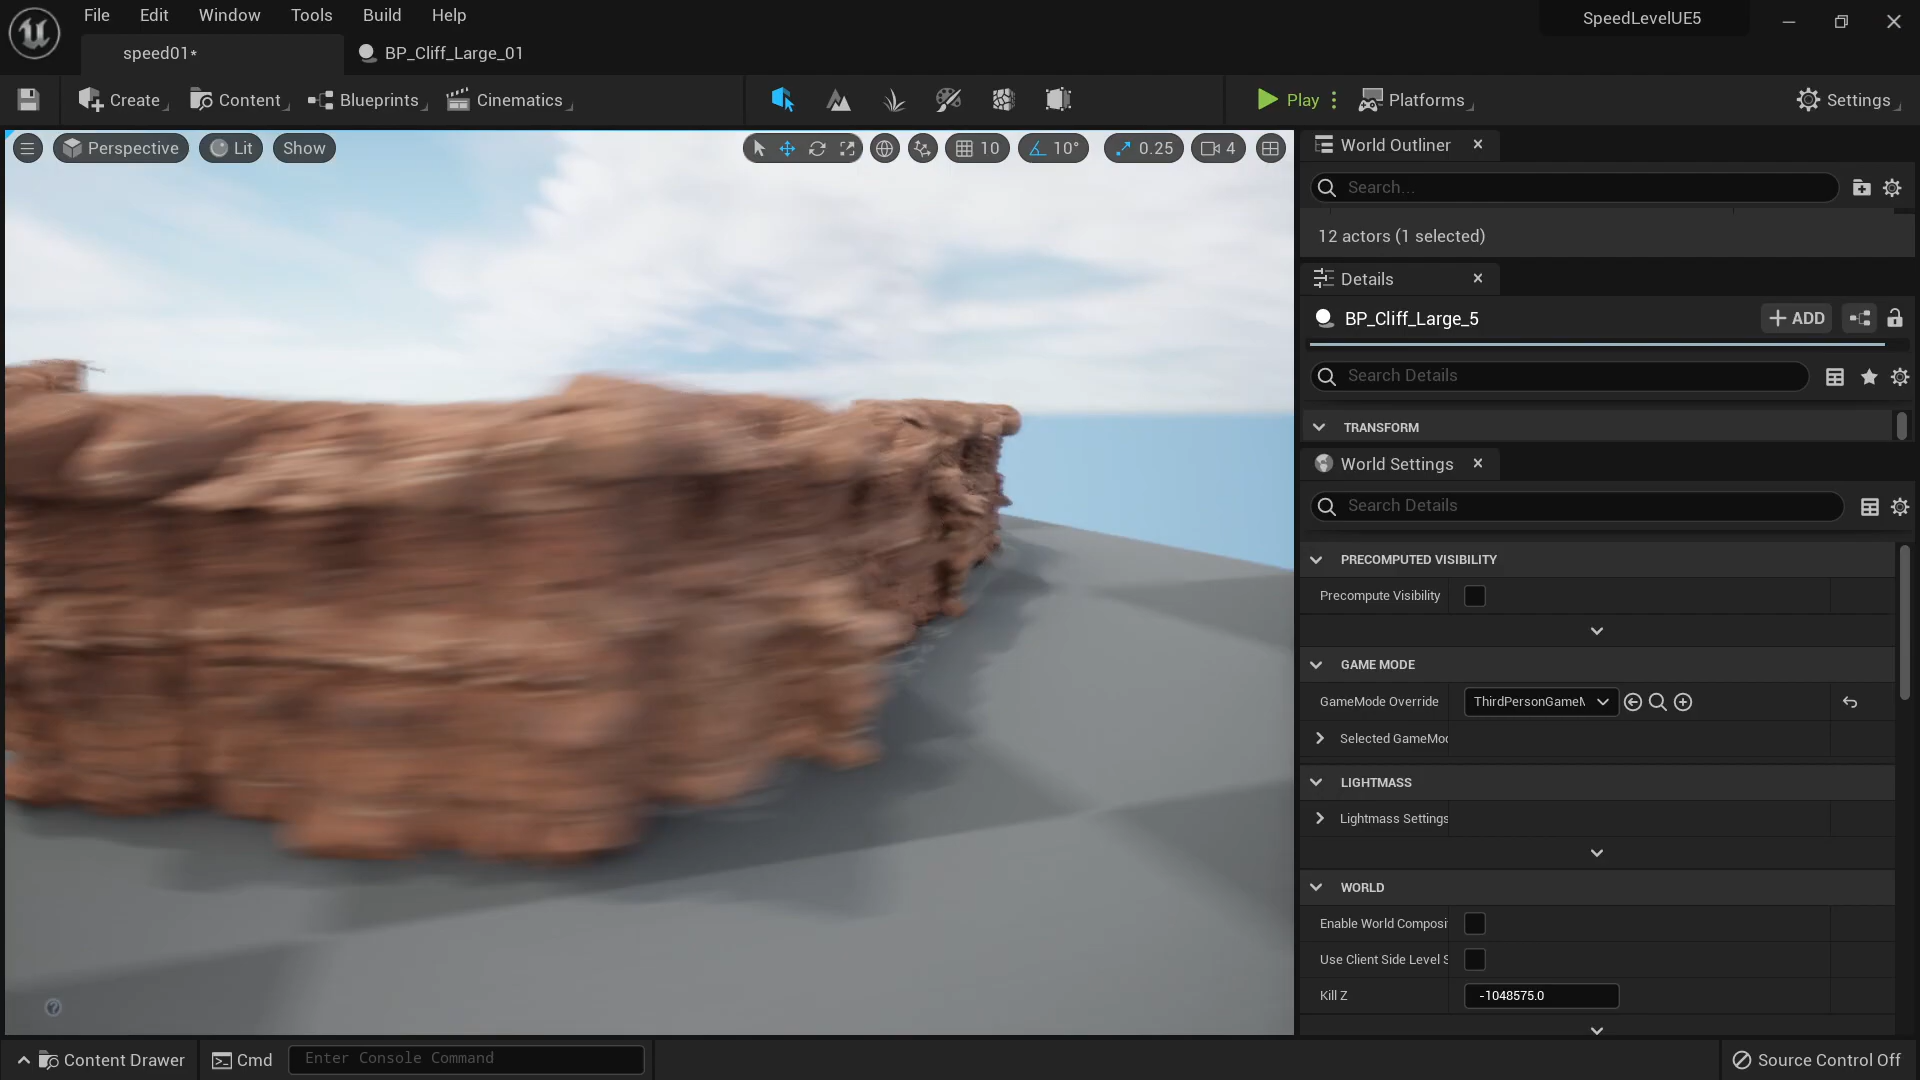 File Edit Window Tools Build Help
SpeedLevelUE5
speed01*
BP_Cliff_Large_01
Create Content Blueprints Cinematics
Play Platforms
Settings
Perspective Lit Show
10 10° 0.25 4
World Outliner
Search...
12 actors (1 selected)
Details
BP_Cliff_Large_5
ADD
Search Details
TRANSFORM
World Settings
Search Details
PRECOMPUTED VISIBILITY
Precompute Visibility
GAME MODE
GameMode Override ThirdPersonGameM
Selected GameMod
LIGHTMASS
Lightmass Settings
WORLD
Enable World Composi
Use Client Side Level S
Kill Z -1048575.0
Content Drawer Cmd Enter Console Command
Source Control Off